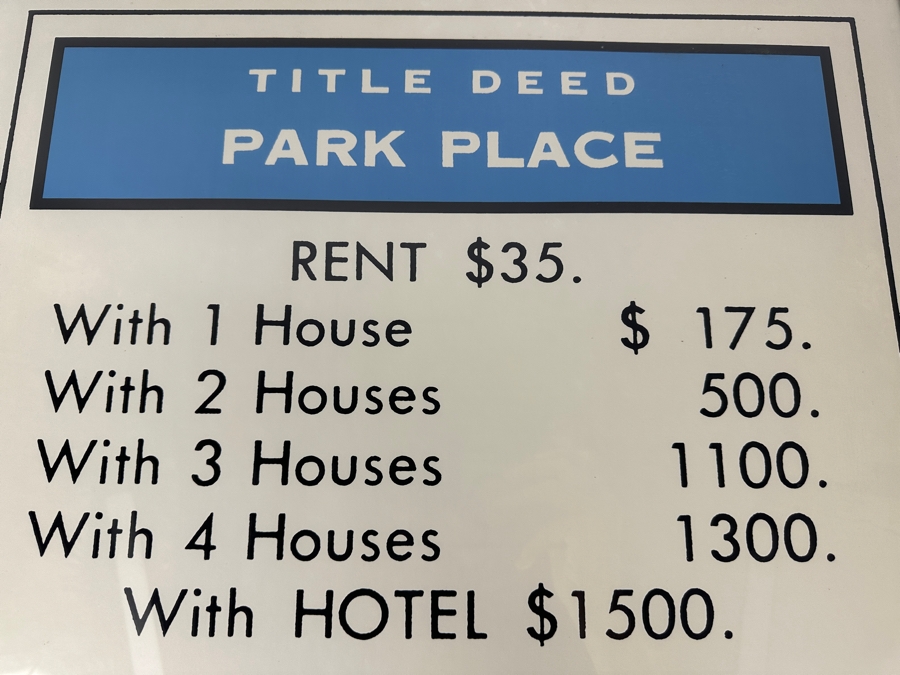 TITLE DEED
PARK PLACE
RENT $35.
With 1 House $ 175.
With 2 Houses 500.
With 3 Houses 1100.
With 4 Houses 1300.
With HOTEL $1500.